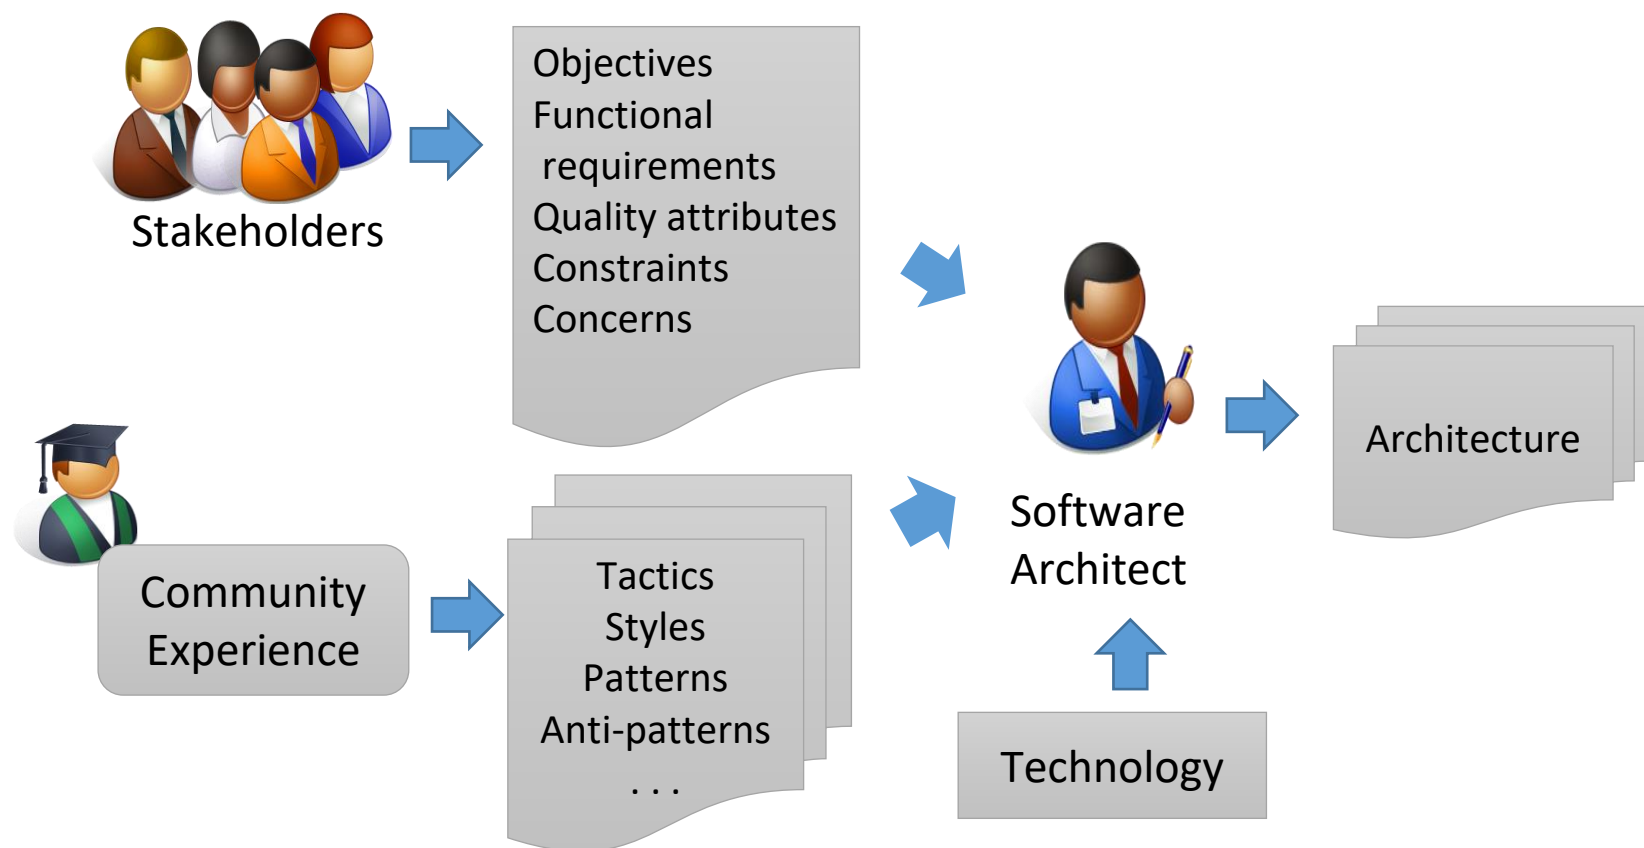 Stakeholders
Objectives
Functional
requirements
Quality attributes
Constraints
Concerns
Community
Experience
Tactics
Styles
Patterns
Anti-patterns
. . .
Software
Architect
Technology
Architecture